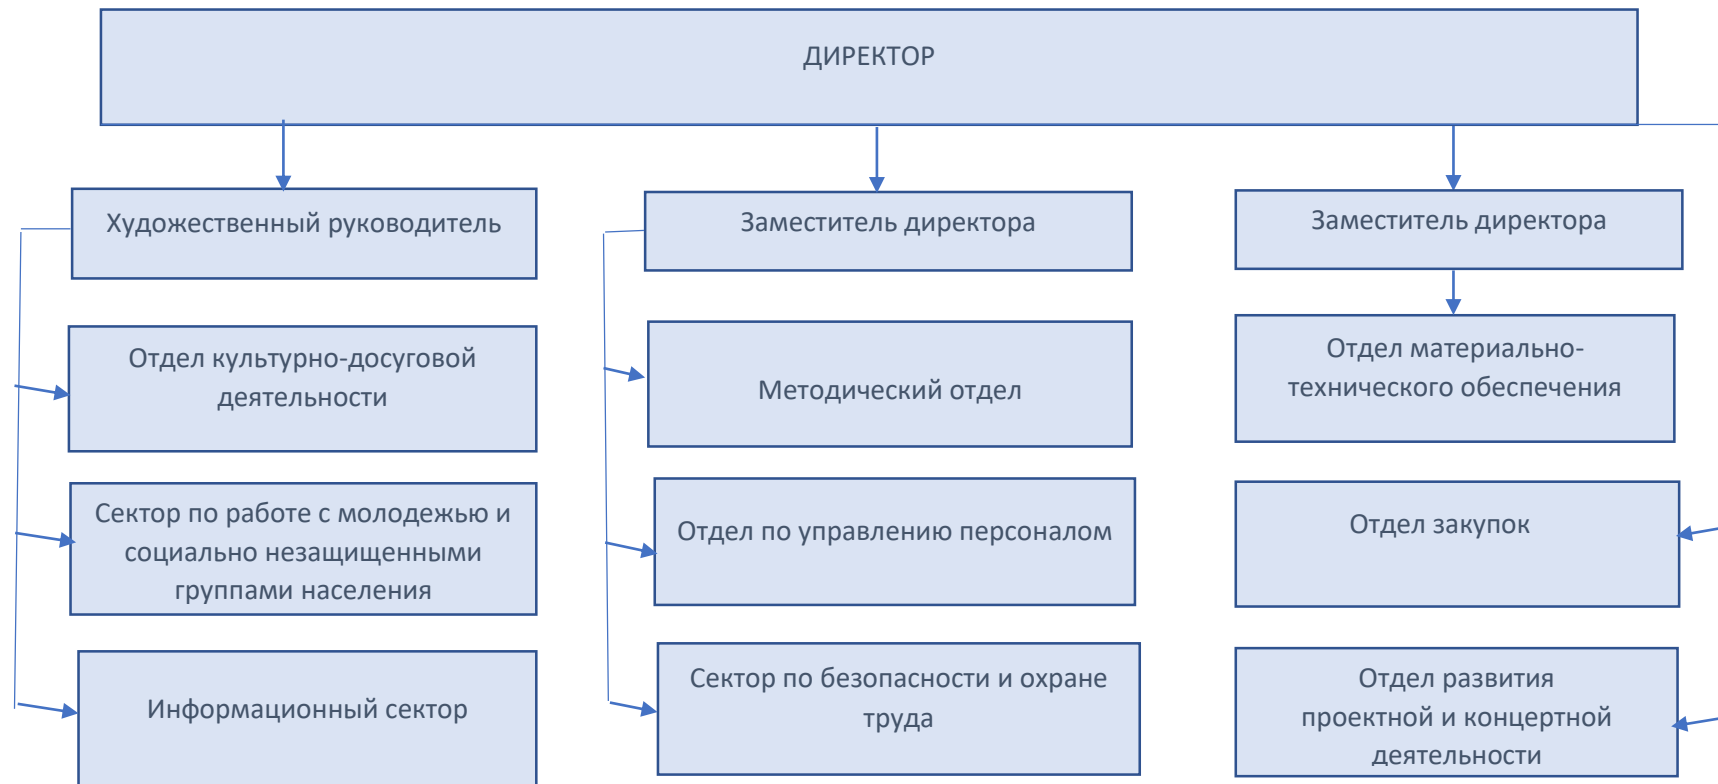 ДИРЕКТОР
Художественный руководитель
Заместитель директора
Заместитель директора
Отдел культурно-досуговой
деятельности
Методический отдел
Отдел материально-
технического обеспечения
Сектор по работе с молодежью и
социально незащищенными
группами населения
Отдел по управлению персоналом
Отдел закупок
Информационный сектор
Сектор по безопасности и охране
труда
Отдел развития
проектной и концертной
деятельности